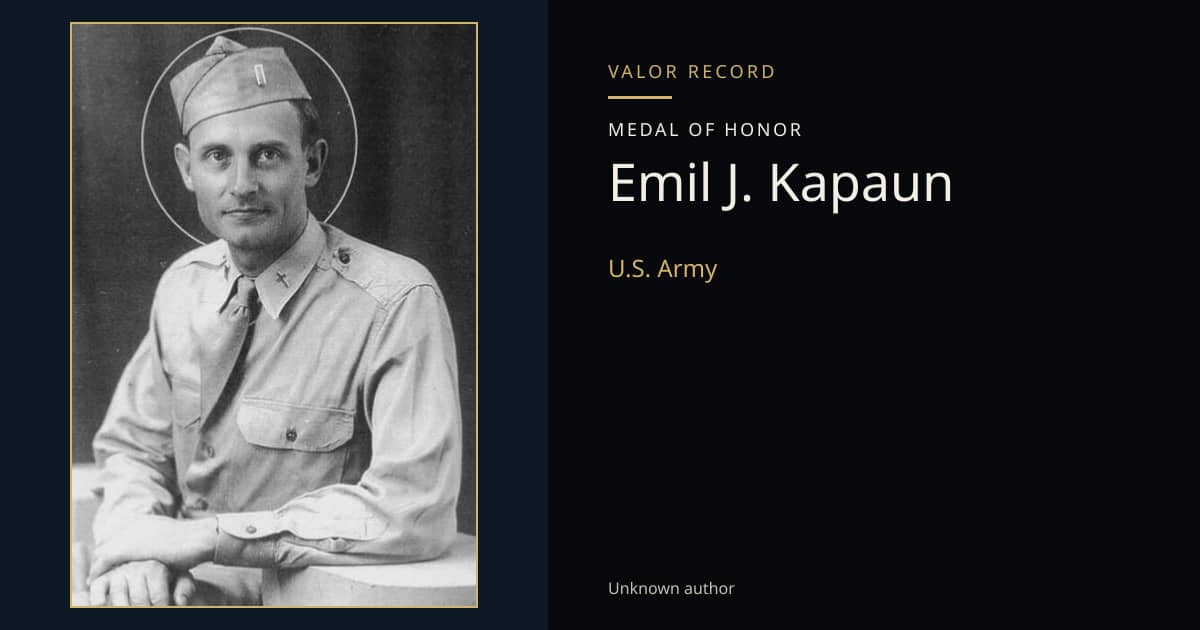 VALOR RECORD
MEDAL OF HONOR
Emil J. Kapaun
U.S. Army
Unknown author